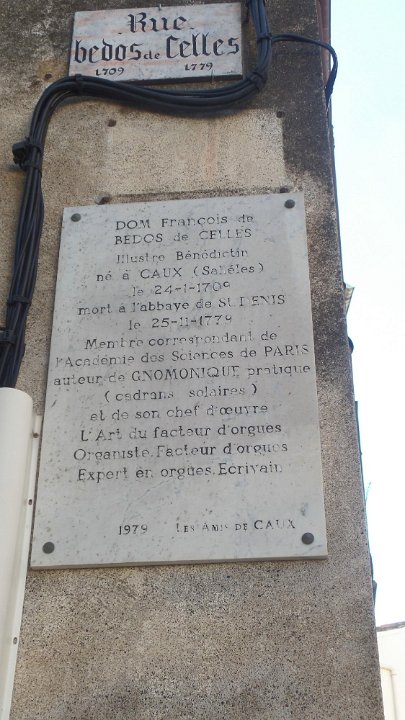 Rue
bedos de Celles
1709 1779
DOM François de
BEDOS de CELLES
Illustre Bénédictin
né à CAUX (Salèles)
le 24-1-1709
mort à l'abbaye de St DENIS
le 25-11-1779
Membre correspondant de
l'Académie des Sciences de PARIS
auteur de GNOMONIQUE pratique
(cadrans solaires)
et de son chef d'œuvre
L'Art du facteur d'orgues
Organiste. Facteur d'orgues
Expert en orgues. Ecrivain
1979 LES AMIS DE CAUX